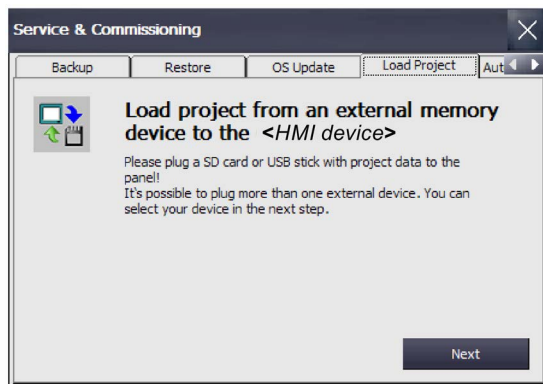 Service & Commissioning
Backup
Restore
OS Update
Load Project
Aut
Load project from an external memory
device to the <HMI device>
Please plug a SD card or USB stick with project data to the
panel!
It's possible to plug more than one external device. You can
select your device in the next step.
Next